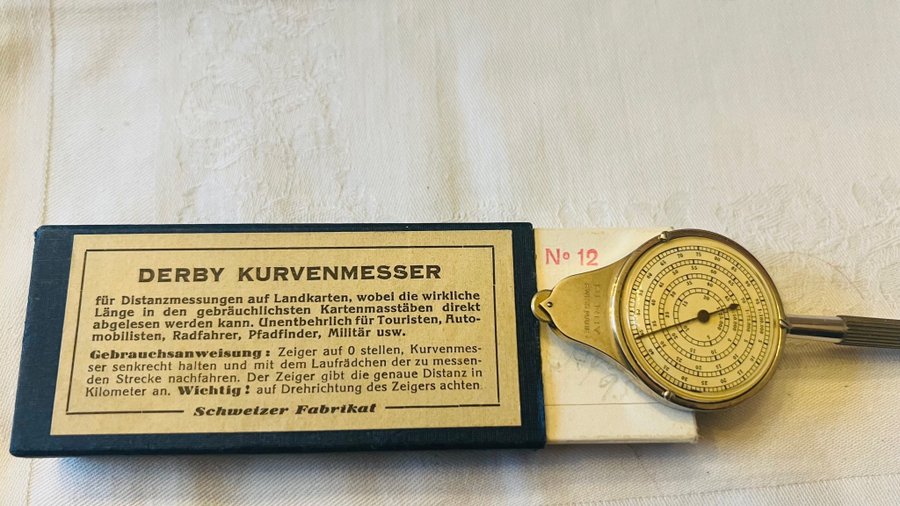 DERBY KURVENMESSER
für Distanzmessungen auf Landkarten, wobei die wirkliche
Länge in den gebräuchlichsten Kartenmasstäben direkt
abgelesen werden kann. Unentbehrlich für Touristen, Auto-
mobilisten, Radfahrer, Pfadfinder, Militär usw.
Gebrauchsanweisung: Zeiger auf 0 stellen, Kurvenmes-
ser senkrecht halten und mit dem Laufrädchen der zu messen-
den Strecke nachfahren. Der Zeiger gibt die genaue Distanz in
Kilometer an. Wichtig: auf Drehrichtung des Zeigers achten
Schweizer Fabrikat
No 12